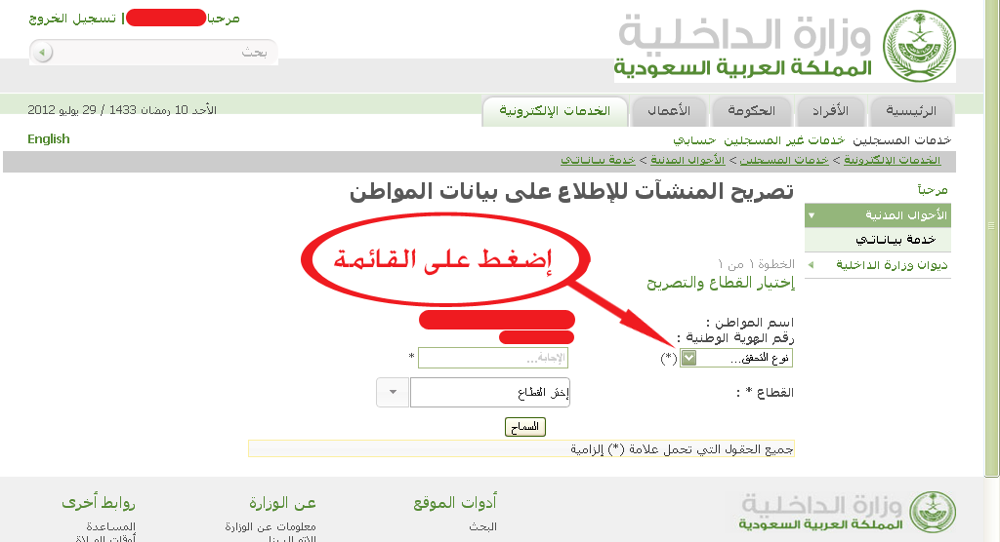 مرحبا | تسجيل الخروج
بحث
وزارة الداخلية
المملكة العربية السعودية
الرئيسية الأفراد الحكومة الأعمال الخدمات الإلكترونية
الأحد 10 رمضان 1433 / 29 يوليو 2012
خدمات المسجلين خدمات غير المسجلين حسابي
English
الخدمات الإلكترونية > خدمات المسجلين > الأحوال المدنية > خدمة بياناتي
مرحباً
الأحوال المدنية
خدمة بياناتي
ديوان وزارة الداخلية
تصريح المنشآت للإطلاع على بيانات المواطن
إضغط على القائمة
الخطوة ١ من ١
إختيار القطاع والتصريح
اسم المواطن :
رقم الهوية الوطنية :
نوع التحقق... (*) الإجابة... *
القطاع * : إختر القطاع
السماح
جميع الحقول التي تحمل علامة (*) إلزامية
وزارة الداخلية
المملكة العربية السعودية
أدوات الموقع
البحث
عن الوزارة
معلومات عن الوزارة
الاتصال بنا
روابط أخرى
المساعدة
أوقات الصلاة